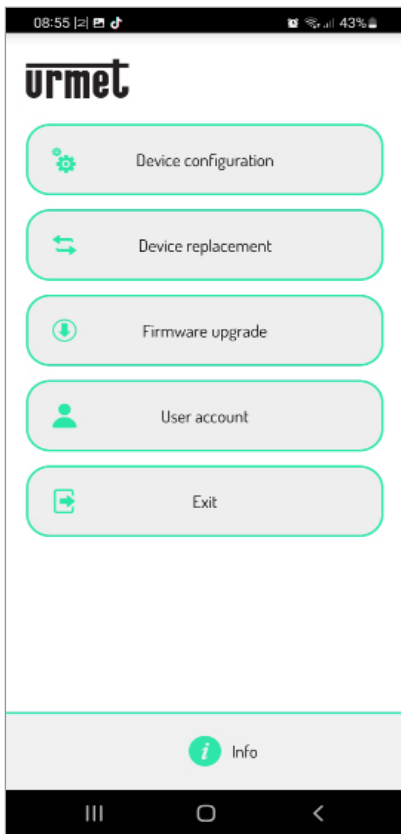 08:55
43%
urmet
Device configuration
Device replacement
Firmware upgrade
User account
Exit
i Info